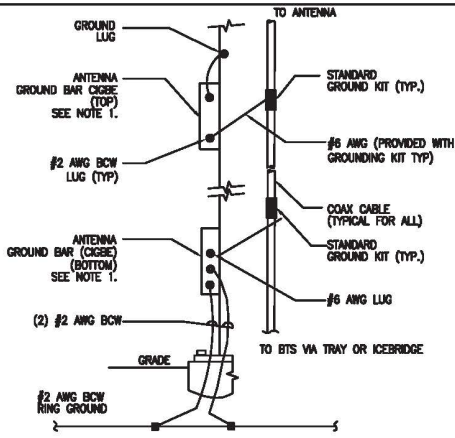 TO ANTENNA
GROUND
LUG
ANTENNA
GROUND BAR CIGBE
(TOP)
SEE NOTE 1.
#2 AWG BCW
LUG (TYP)
STANDARD
GROUND KIT (TYP.)
#6 AWG (PROVIDED WITH
GROUNDING KIT TYP)
COAX CABLE
(TYPICAL FOR ALL)
STANDARD
GROUND KIT (TYP.)
ANTENNA
GROUND BAR (CIGBE)
(BOTTOM)
SEE NOTE 1.
#6 AWG LUG
(2) #2 AWG BCW
TO BTS VIA TRAY OR ICEBRIDGE
GRADE
#2 AWG BCW
RING GROUND